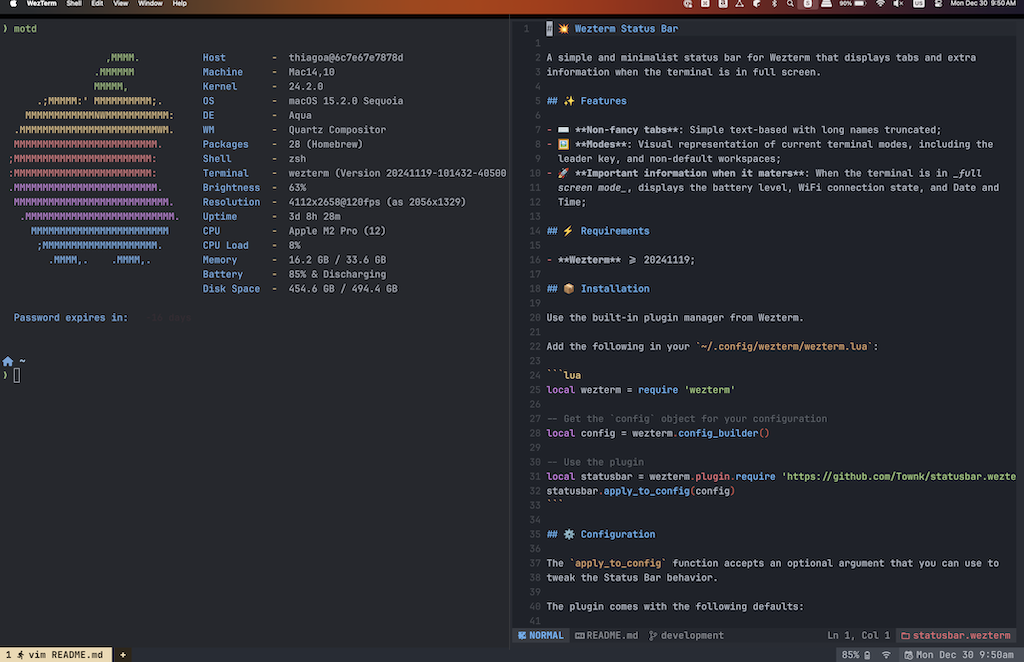 WezTerm Shell Edit View Window Help
90% US Mon Dec 30 9:50 AM
❯ motd
,MMMM.
.MMMMMM
MMMMM,
.;MMMMM:' MMMMMMMMMM;.
MMMMMMMMMMMMNWMMMMMMMMMMM:
.MMMMMMMMMMMMMMMMMMMMMMMMWM.
MMMMMMMMMMMMMMMMMMMMMMMMM.
;MMMMMMMMMMMMMMMMMMMMMMMM:
:MMMMMMMMMMMMMMMMMMMMMMMM:
.MMMMMMMMMMMMMMMMMMMMMMMMM.
MMMMMMMMMMMMMMMMMMMMMMMMMMM.
.MMMMMMMMMMMMMMMMMMMMMMMMMM.
MMMMMMMMMMMMMMMMMMMMMMMM
;MMMMMMMMMMMMMMMMMMMM.
.MMMM,. .MMMM,.
Host - thiagoa@6c7e67e7878d
Machine - Mac14,10
Kernel - 24.2.0
OS - macOS 15.2.0 Sequoia
DE - Aqua
WM - Quartz Compositor
Packages - 28 (Homebrew)
Shell - zsh
Terminal - wezterm (Version 20241119-101432-40500
Brightness - 63%
Resolution - 4112x2658@120fps (as 2056x1329)
Uptime - 3d 8h 28m
CPU - Apple M2 Pro (12)
CPU Load - 8%
Memory - 16.2 GB / 33.6 GB
Battery - 85% & Discharging
Disk Space - 454.6 GB / 494.4 GB
Password expires in:
~
❯
1 # 💥 Wezterm Status Bar
1
2 A simple and minimalist status bar for Wezterm that displays tabs and extra
3 information when the terminal is in full screen.
4
5 ## ✨ Features
6
7 - **Non-fancy tabs**: Simple text-based with long names truncated;
8 - 🖼️ **Modes**: Visual representation of current terminal modes, including the
9 leader key, and non-default workspaces;
10 - 🚀 **Important information when it maters**: When the terminal is in _full
11 screen mode_, displays the battery level, WiFi connection state, and Date and
12 Time;
13
14 ## ⚡ Requirements
15
16 - **Wezterm** ⩾ 20241119;
17
18 ## 📦 Installation
19
20 Use the built-in plugin manager from Wezterm.
21
22 Add the following in your `~/.config/wezterm/wezterm.lua`:
23
24 ```lua
25 local wezterm = require 'wezterm'
26
27 -- Get the `config` object for your configuration
28 local config = wezterm.config_builder()
29
30 -- Use the plugin
31 local statusbar = wezterm.plugin.require 'https://github.com/Townk/statusbar.wezte
32 statusbar.apply_to_config(config)
33 ```
34
35 ## ⚙️ Configuration
36
37 The `apply_to_config` function accepts an optional argument that you can use to
38 tweak the Status Bar behavior.
39
40 The plugin comes with the following defaults:
41
NORMAL README.md development Ln 1, Col 1 statusbar.wezterm
1 vim README.md + 85% Mon Dec 30 9:50am